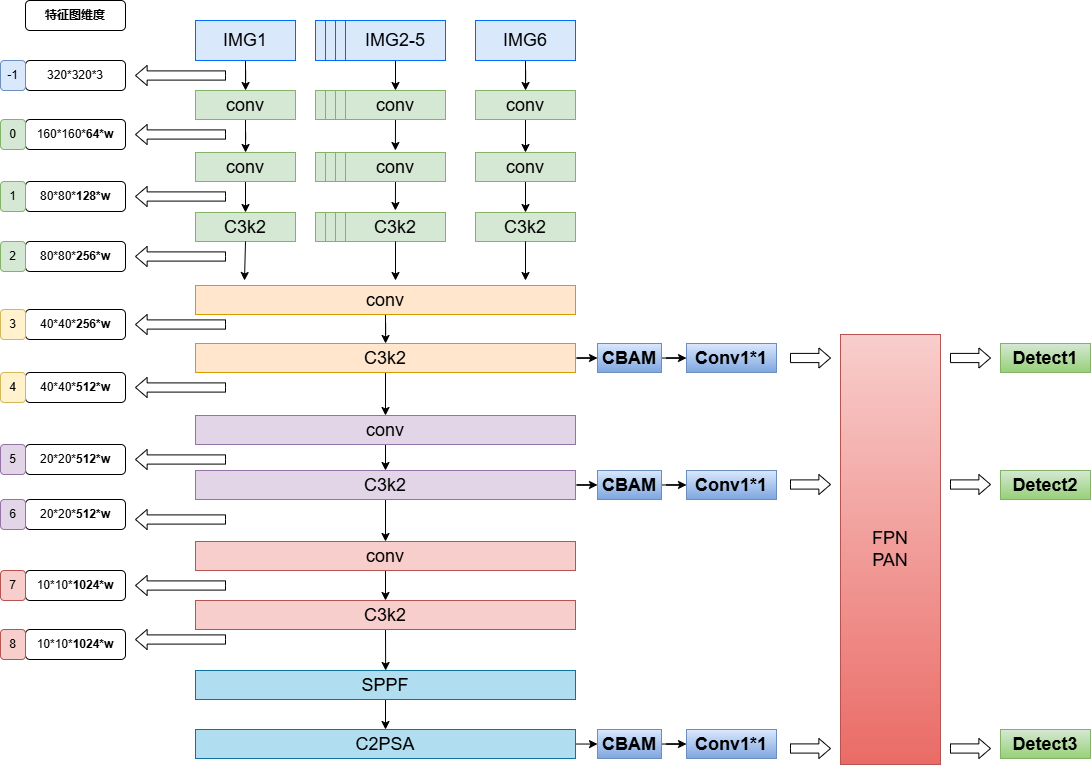 特征图维度
IMG1
IMG2-5
IMG6
-1
320*320*3
conv
conv
conv
0
160*160*64*w
conv
conv
conv
1
80*80*128*w
C3k2
C3k2
C3k2
2
80*80*256*w
conv
3
40*40*256*w
C3k2
CBAM
Conv1*1
Detect1
4
40*40*512*w
conv
5
20*20*512*w
C3k2
CBAM
Conv1*1
Detect2
6
20*20*512*w
FPN
PAN
conv
7
10*10*1024*w
C3k2
8
10*10*1024*w
SPPF
C2PSA
CBAM
Conv1*1
Detect3